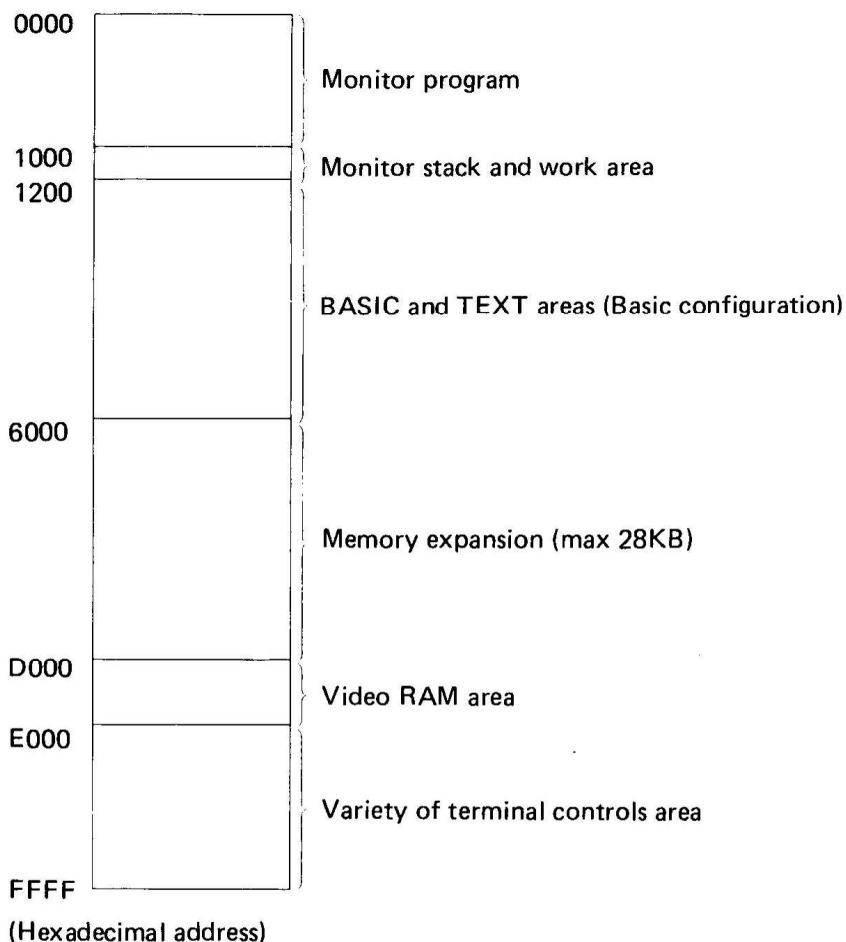 0000
Monitor program
1000
Monitor stack and work area
1200
BASIC and TEXT areas (Basic configuration)
6000
Memory expansion (max 28KB)
D000
Video RAM area
E000
Variety of terminal controls area
FFFF
(Hexadecimal address)